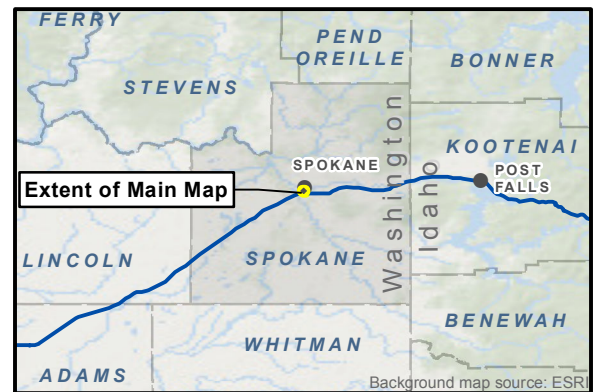 FERRY
PEND
OREILLE
BONNER
STEVENS
Washington
Idaho
KOOTENAI
SPOKANE
POST
FALLS
Extent of Main Map
LINCOLN
SPOKANE
BENEWAH
WHITMAN
ADAMS
Background map source: ESRI